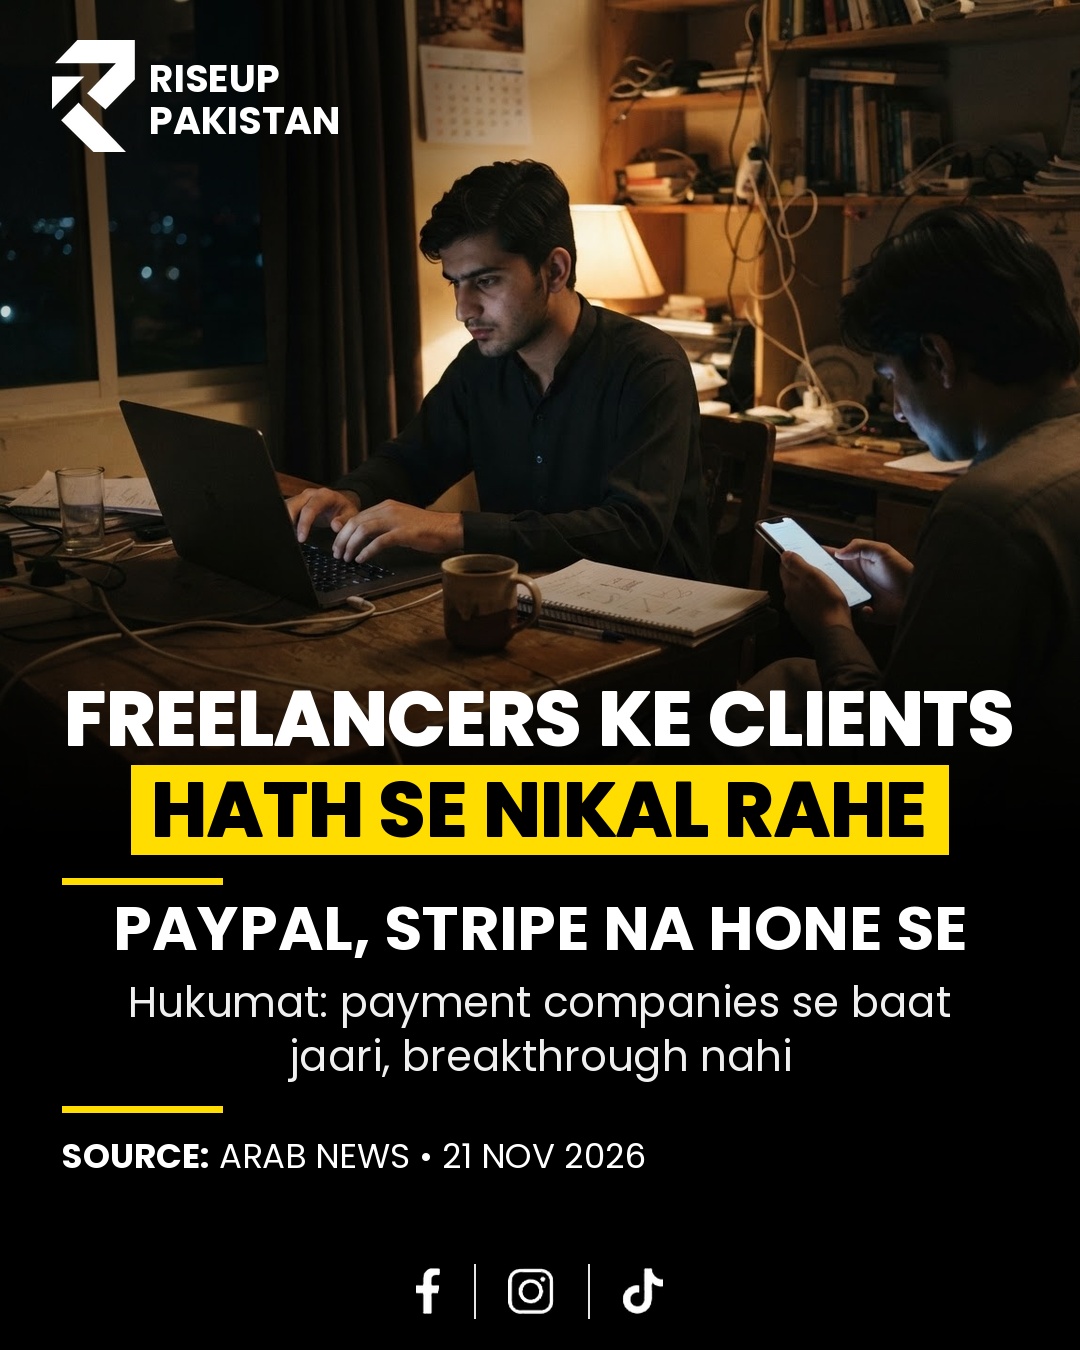 RISEUP
PAKISTAN
FREELANCERS KE CLIENTS
HATH SE NIKAL RAHE
PAYPAL, STRIPE NA HONE SE
Hukumat: payment companies se baat
jaari, breakthrough nahi
SOURCE: ARAB NEWS • 21 NOV 2026